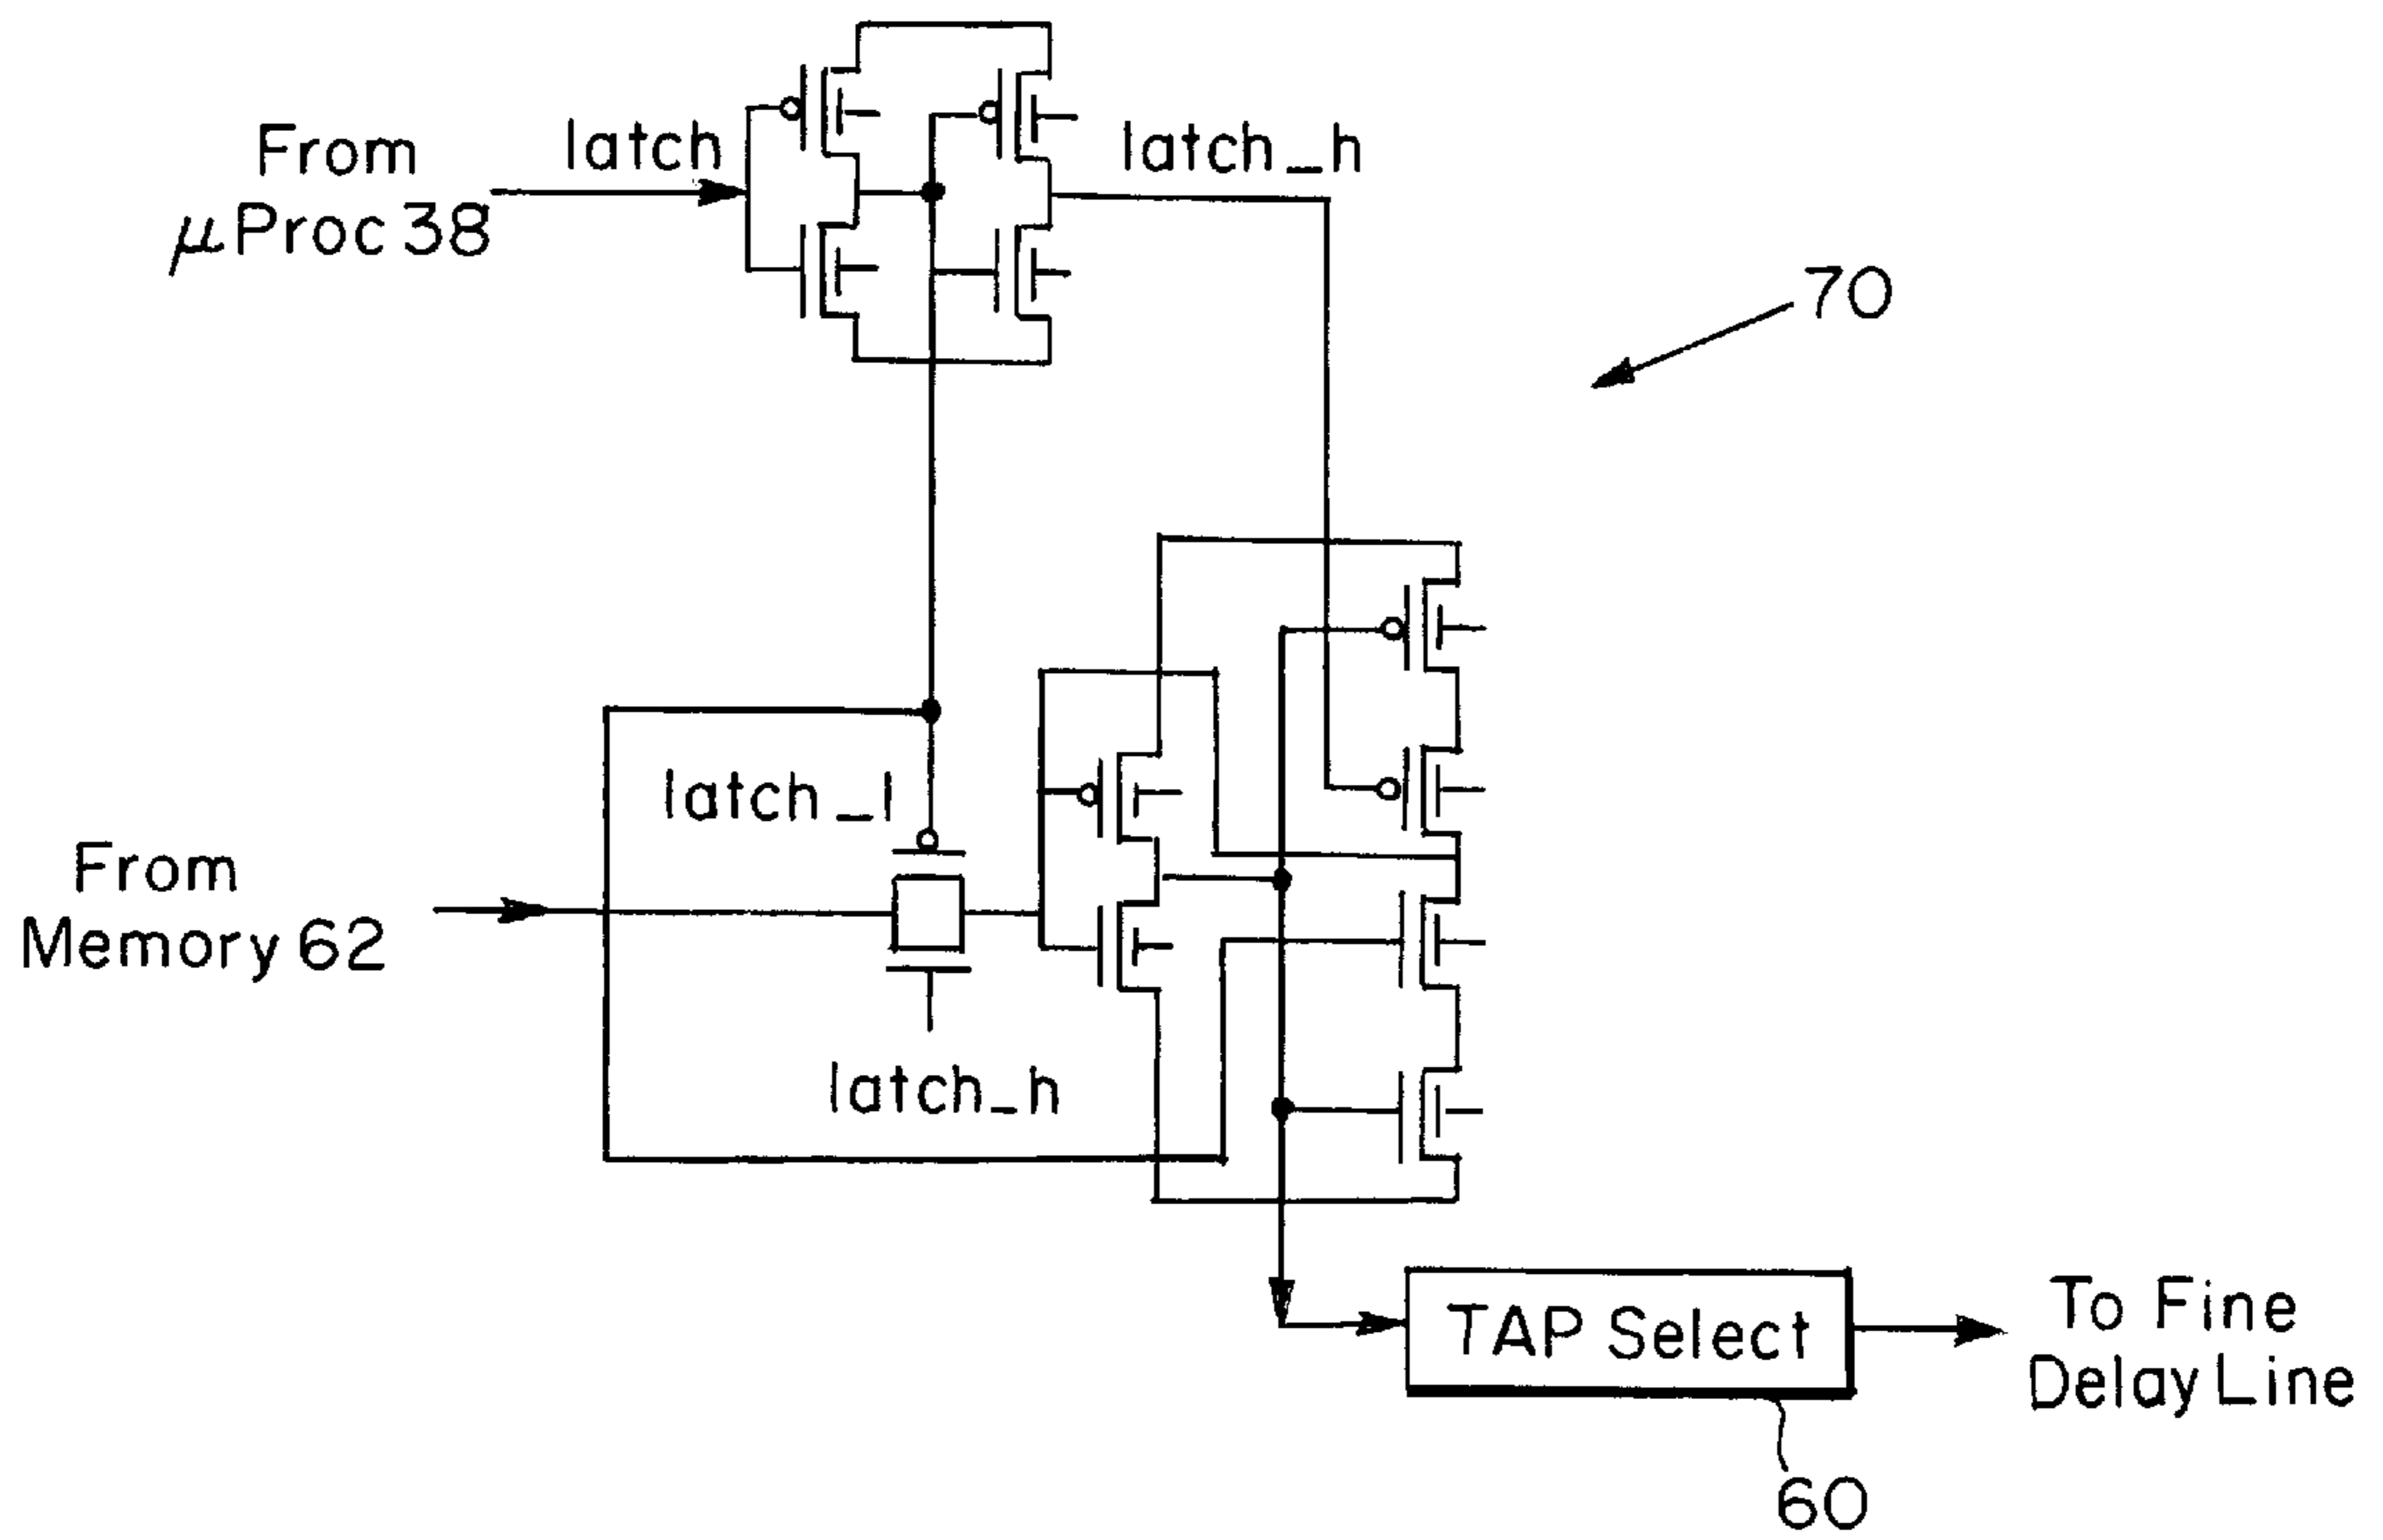 From
μProc 38
latch
latch_h
70
latch_l
From
Memory 62
latch_h
TAP Select
To Fine
Delay Line
60